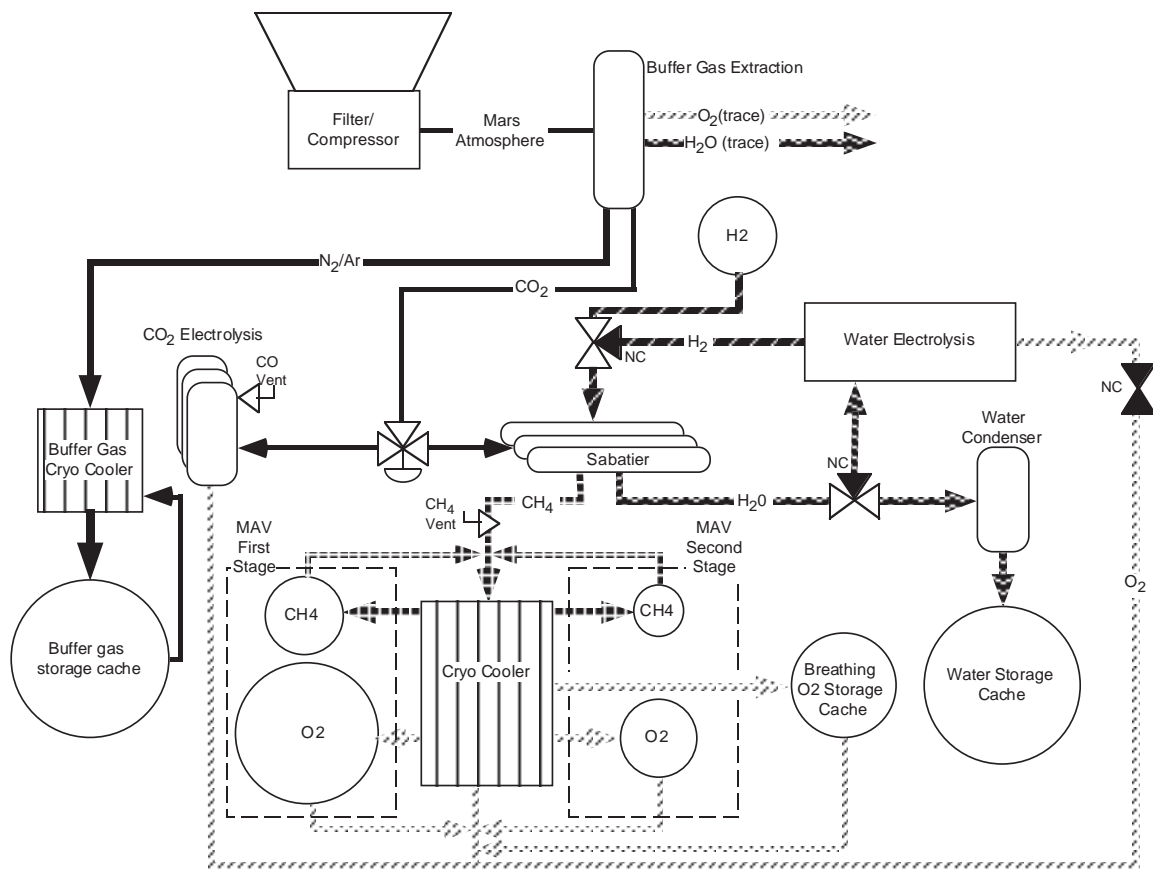 Buffer Gas Extraction
Filter/
Compressor
Mars
Atmosphere
O2(trace)
H2O (trace)
H2
N2/Ar
CO2
CO2 Electrolysis
CO
Vent
NC
H2
Water Electrolysis
NC
Water
Condenser
Buffer Gas
Cryo Cooler
Sabatier
NC
CH4
Vent
CH4
H20
MAV
First
Stage
MAV
Second
Stage
O2
CH4
CH4
Buffer gas
storage cache
Cryo Cooler
Breathing
O2 Storage
Cache
Water Storage
Cache
O2
O2